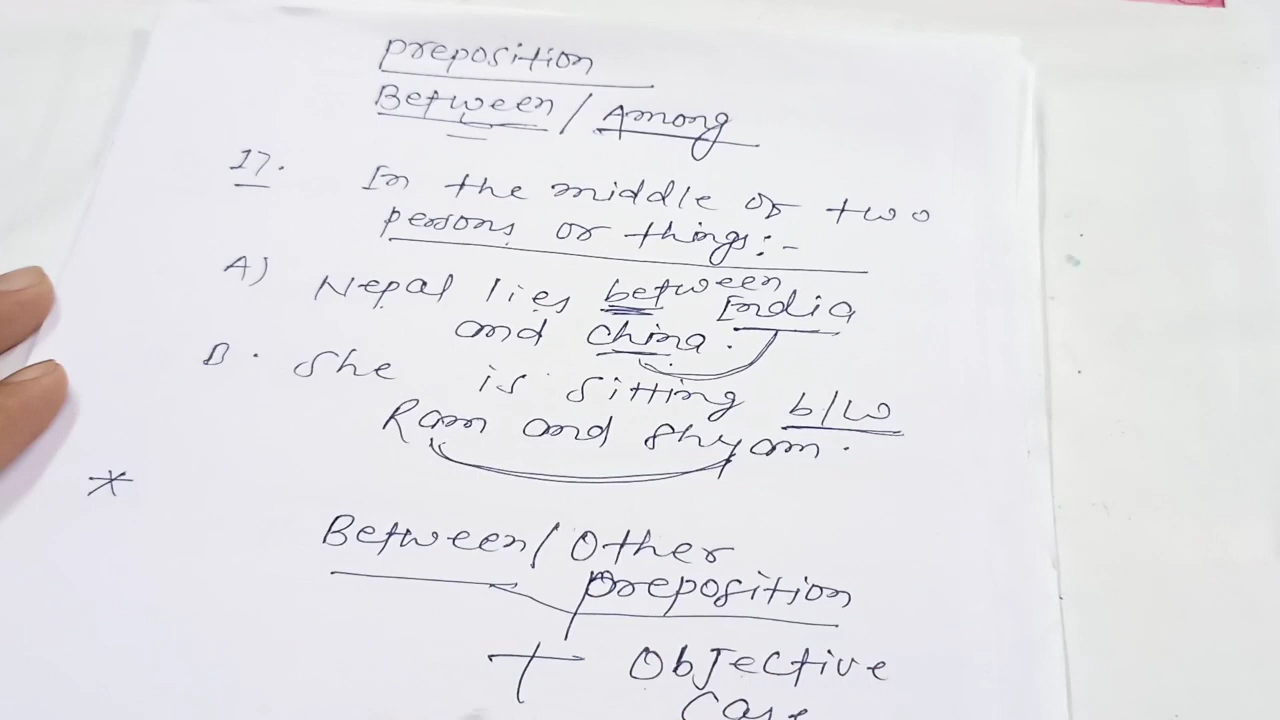 Preposition
Between / Among
17. In the middle of two
persons or things:-
A) Nepal lies between
India
and China.
B. She is sitting b/w
Ram and Shyam.
*
Between / Other
preposition
+ Objective
Case